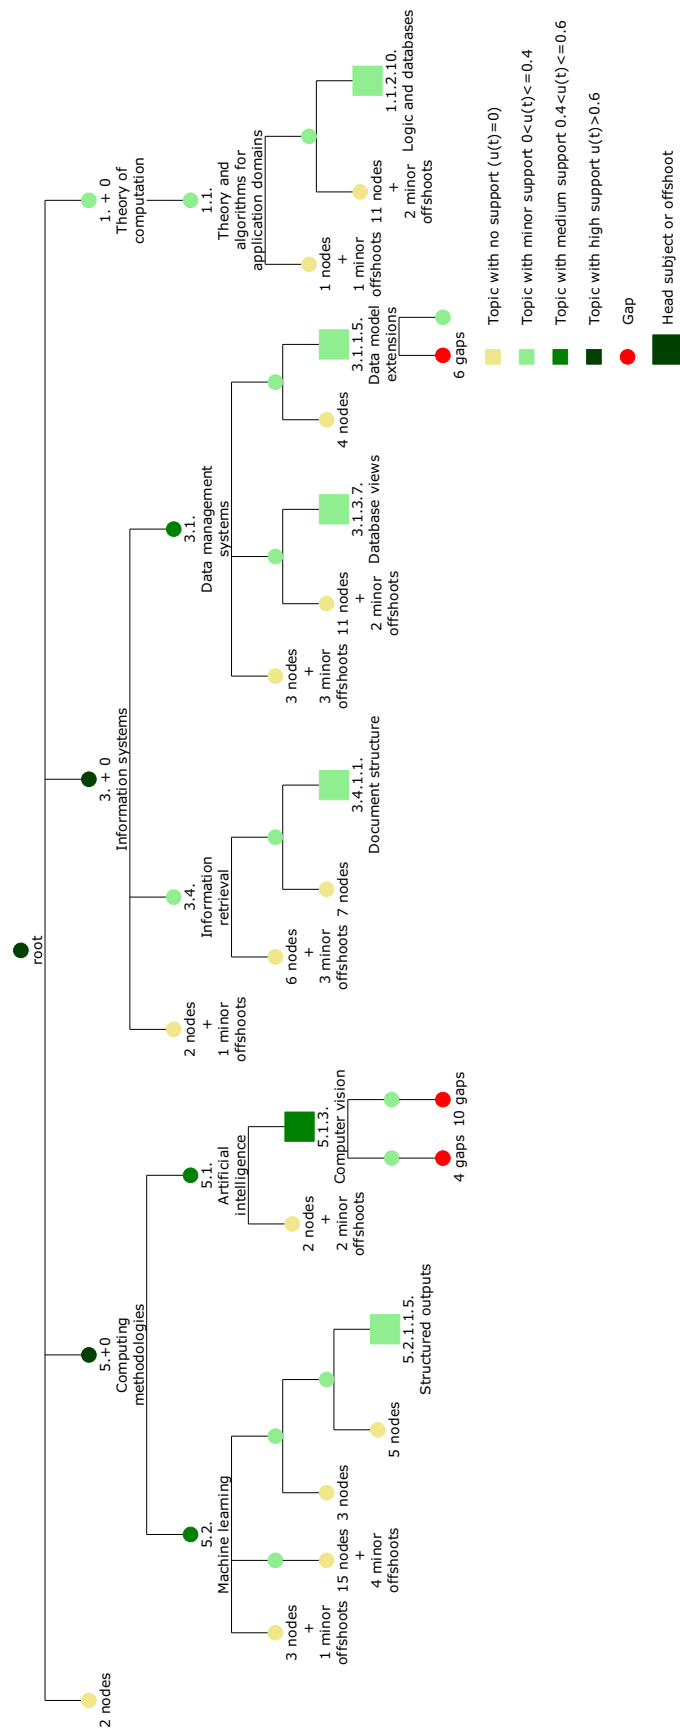 root
2 nodes
5.+0
Computing
methodologies
3. + 0
Information systems
1. + 0
Theory of
computation
5.2.
Machine learning
5.1.
Artificial
intelligence
2 nodes
+
1 minor
offshoots
3.4.
Information
retrieval
3.1.
Data management
systems
1.1.
Theory and
algorithms for
application domains
3 nodes
+
1 minor
offshoots
15 nodes
+
4 minor
offshoots
3 nodes
5 nodes
5.2.1.1.5.
Structured outputs
2 nodes
+
2 minor
offshoots
5.1.3.
Computer vision
4 gaps
10 gaps
6 nodes
+
3 minor
offshoots
7 nodes
3.4.1.1.
Document structure
3 nodes
+
3 minor
offshoots
11 nodes
+
2 minor
offshoots
3.1.3.7.
Database views
4 nodes
3.1.1.1.5.
Data model
extensions
6 gaps
1 nodes
+
1 minor
offshoots
11 nodes
+
2 minor
offshoots
1.1.2.10.
Logic and databases
Topic with no support (u(t)=0)
Topic with minor support 0<u(t)<=0.4
Topic with medium support 0.4<u(t)<=0.6
Topic with high support u(t)>0.6
Gap
Head subject or offshoot